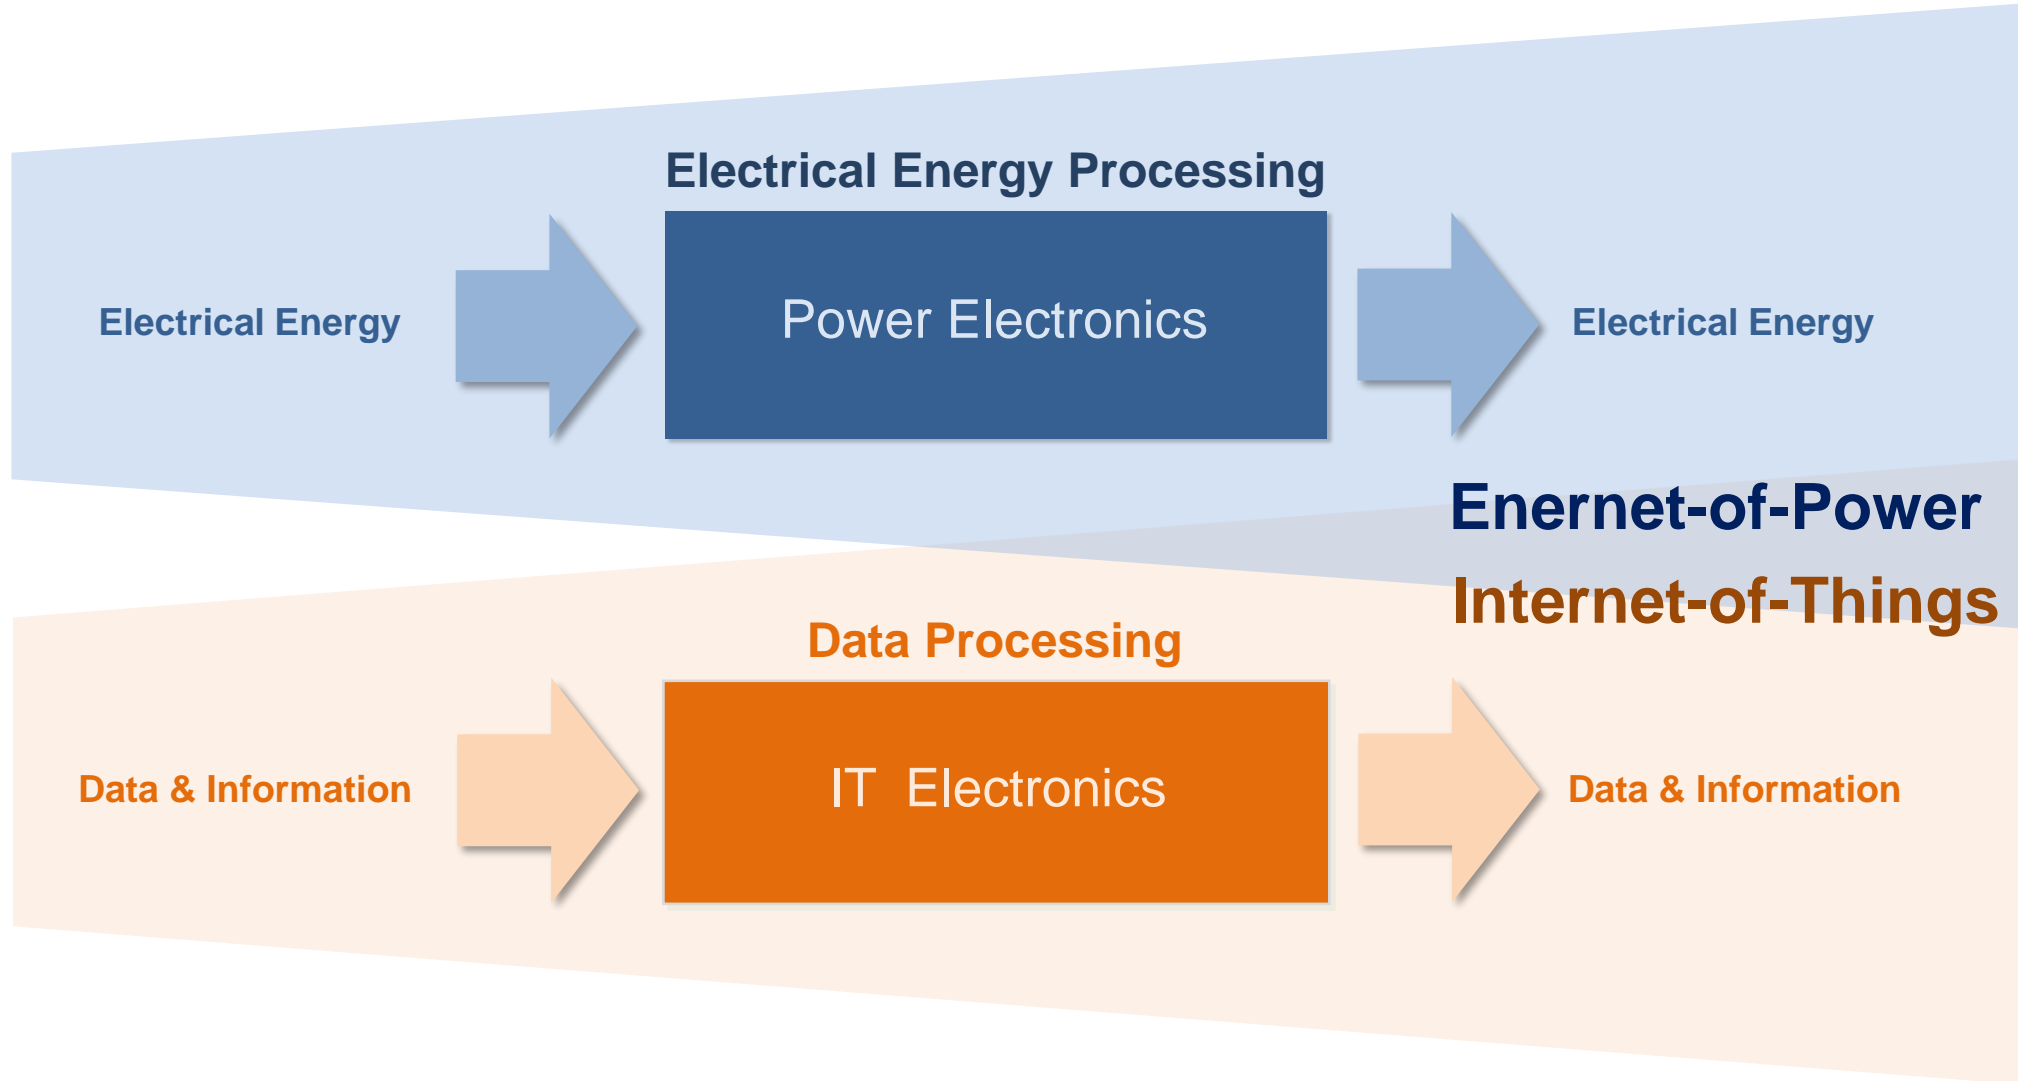 Electrical Energy Processing
Electrical Energy
Power Electronics
Electrical Energy
Enernet-of-Power
Internet-of-Things
Data Processing
Data & Information
IT Electronics
Data & Information